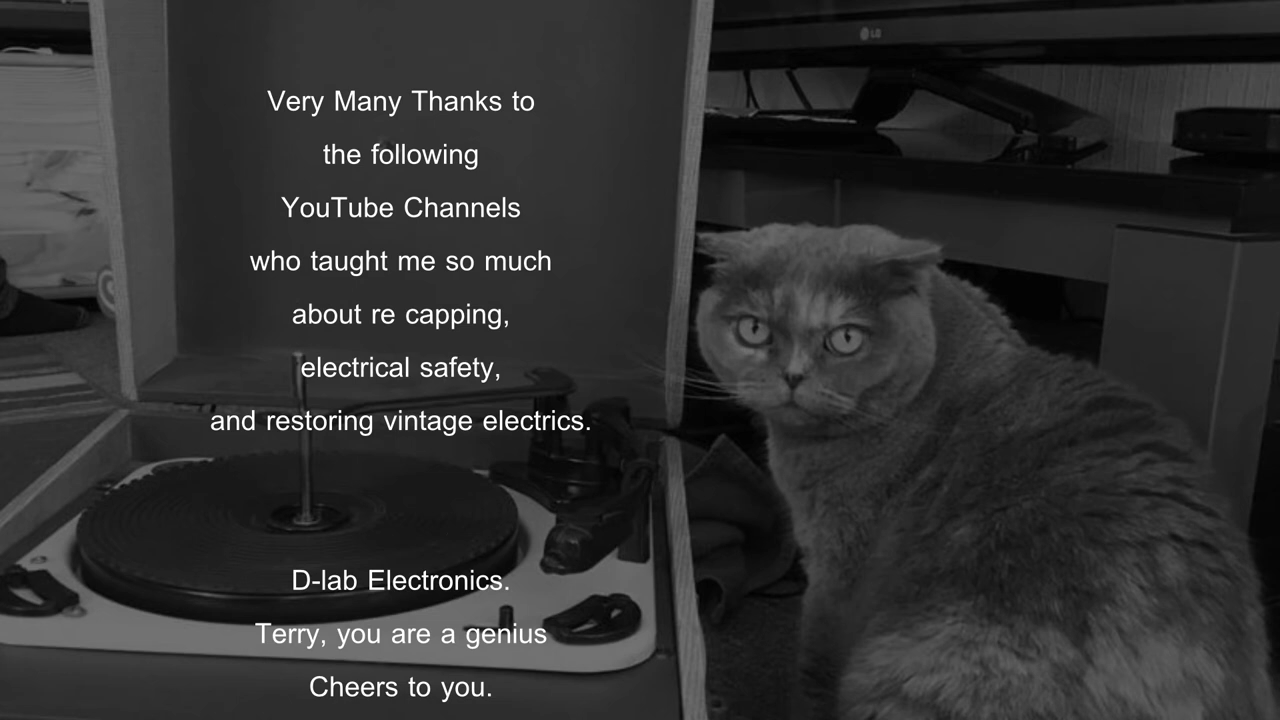 LG
Very Many Thanks to
the following
YouTube Channels
who taught me so much
about re capping,
electrical safety,
and restoring vintage electrics.
D-lab Electronics.
Terry, you are a genius
Cheers to you.